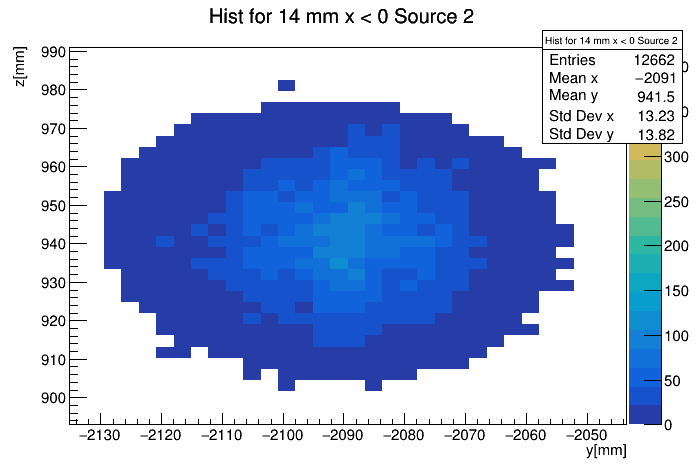 Hist for 14 mm x < 0 Source 2
z[mm]
990
980
970
960
950
940
930
920
910
900
−2130 −2120 −2110 −2100 −2090 −2080 −2070 −2060 −2050
y[mm]
Hist for 14 mm x < 0 Source 2
Entries 12662
Mean x −2091
Mean y 941.5
Std Dev x 13.23
Std Dev y 13.82
300
250
200
150
100
50
0